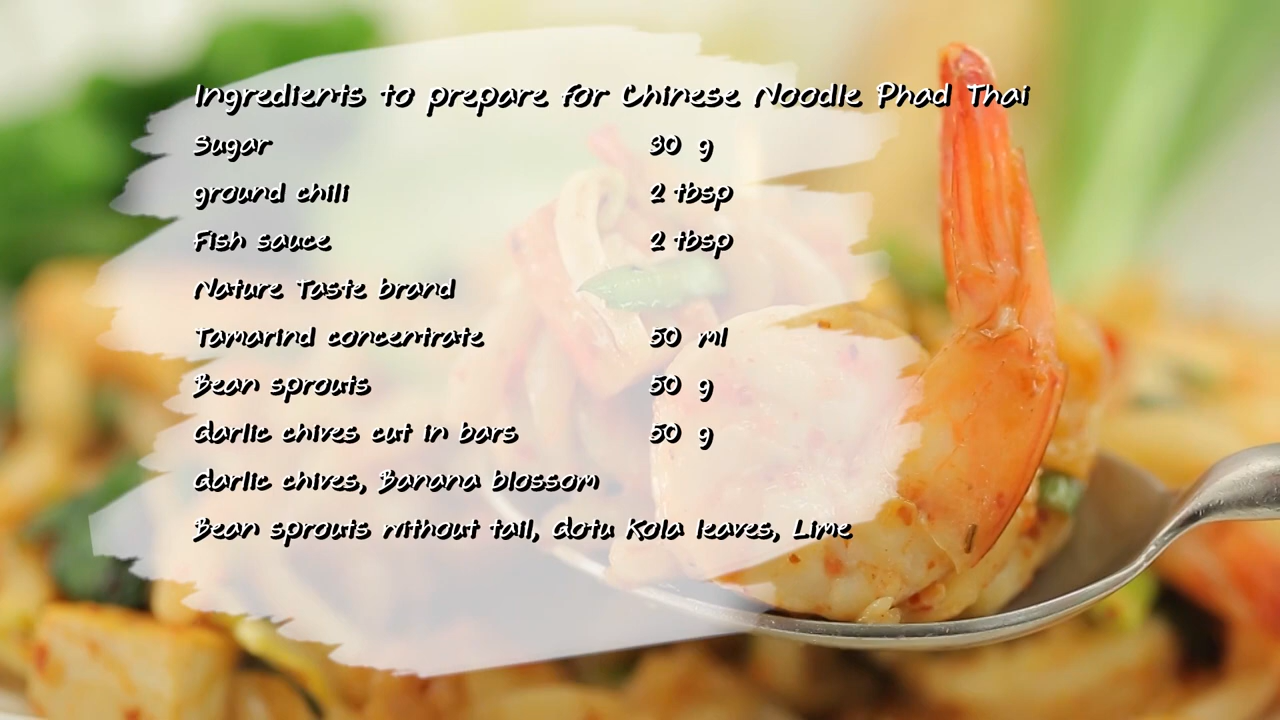 Ingredients to prepare for Chinese Noodle Phad Thai
Sugar 30 g
ground chili 2 tbsp
Fish sauce 2 tbsp
Nature Taste brand
Tamarind concentrate 50 ml
Bean sprouts 50 g
Garlic chives cut in bars 50 g
Garlic chives, Banana blossom
Bean sprouts without tail, Gotu Kola leaves, Lime